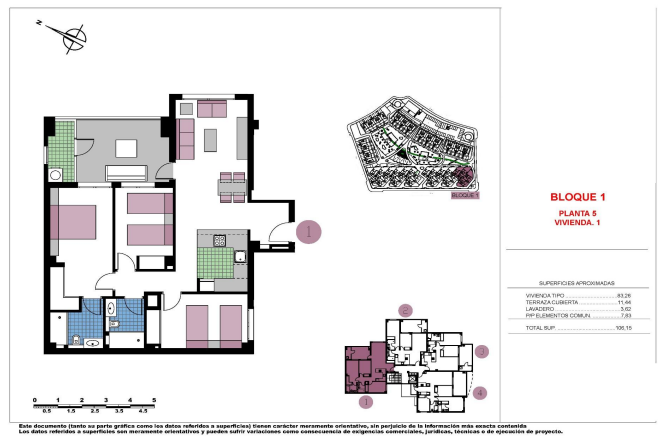 N
1
BLOQUE 1
BLOQUE 1
PLANTA 5
VIVIENDA. 1
SUPERFICIES APROXIMADAS
VIVIENDA TIPO 83,26
TERRAZA CUBIERTA 11,44
LAVADERO 3,62
P/P ELEMENTOS COMUN. 7,83
TOTAL SUP. 106,15
2
3
4
1
0 1 2 3 4 5
0.5 1.5 2.5 3.5 4.5
Este documento (tanto su parte gráfica como los datos referidos a superficies) tienen carácter meramente orientativo, sin perjuicio de la información más exacta contenida
Los datos referidos a superficies son meramente orientativos y pueden sufrir variaciones como consecuencia de exigencias comerciales, jurídicas, técnicas o de ejecución de proyecto.